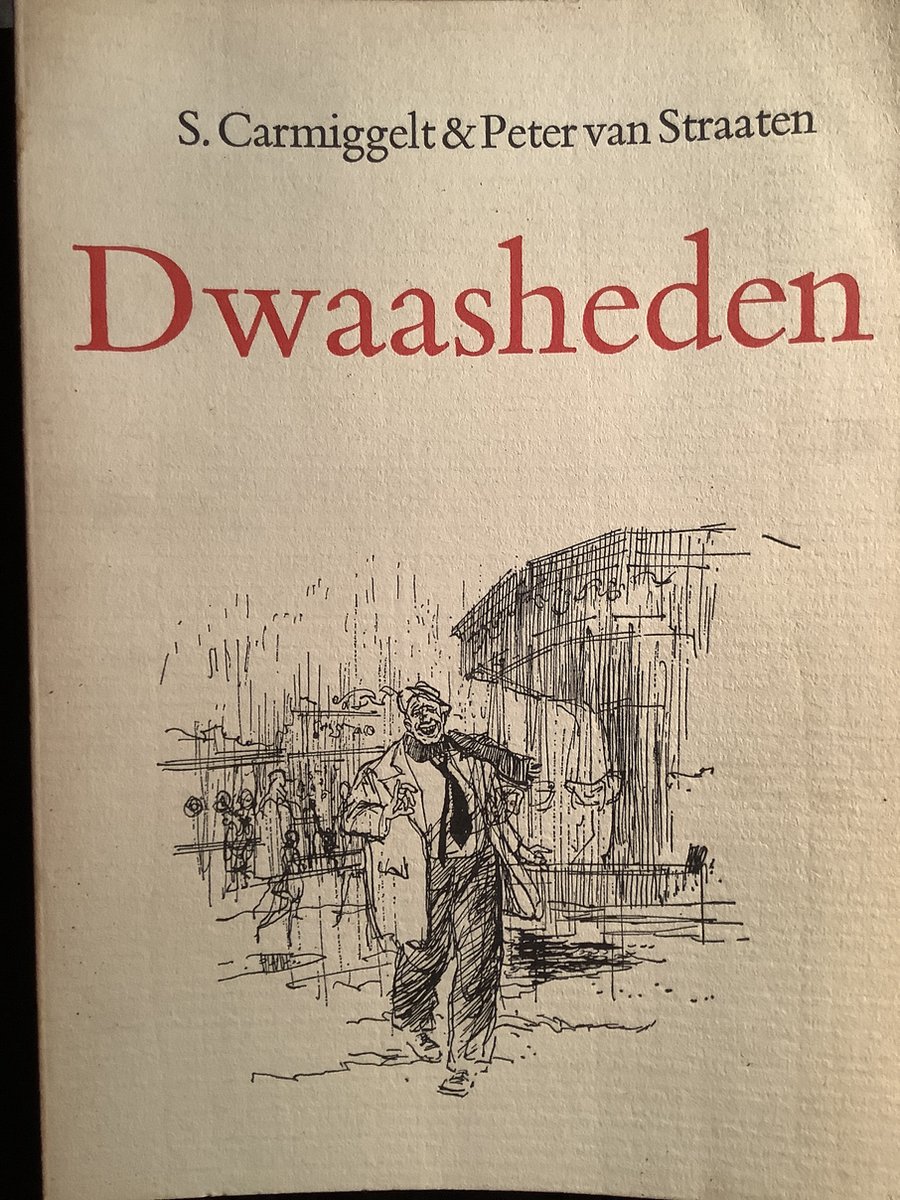 S. Carmiggelt & Peter van Straaten
Dwaasheden